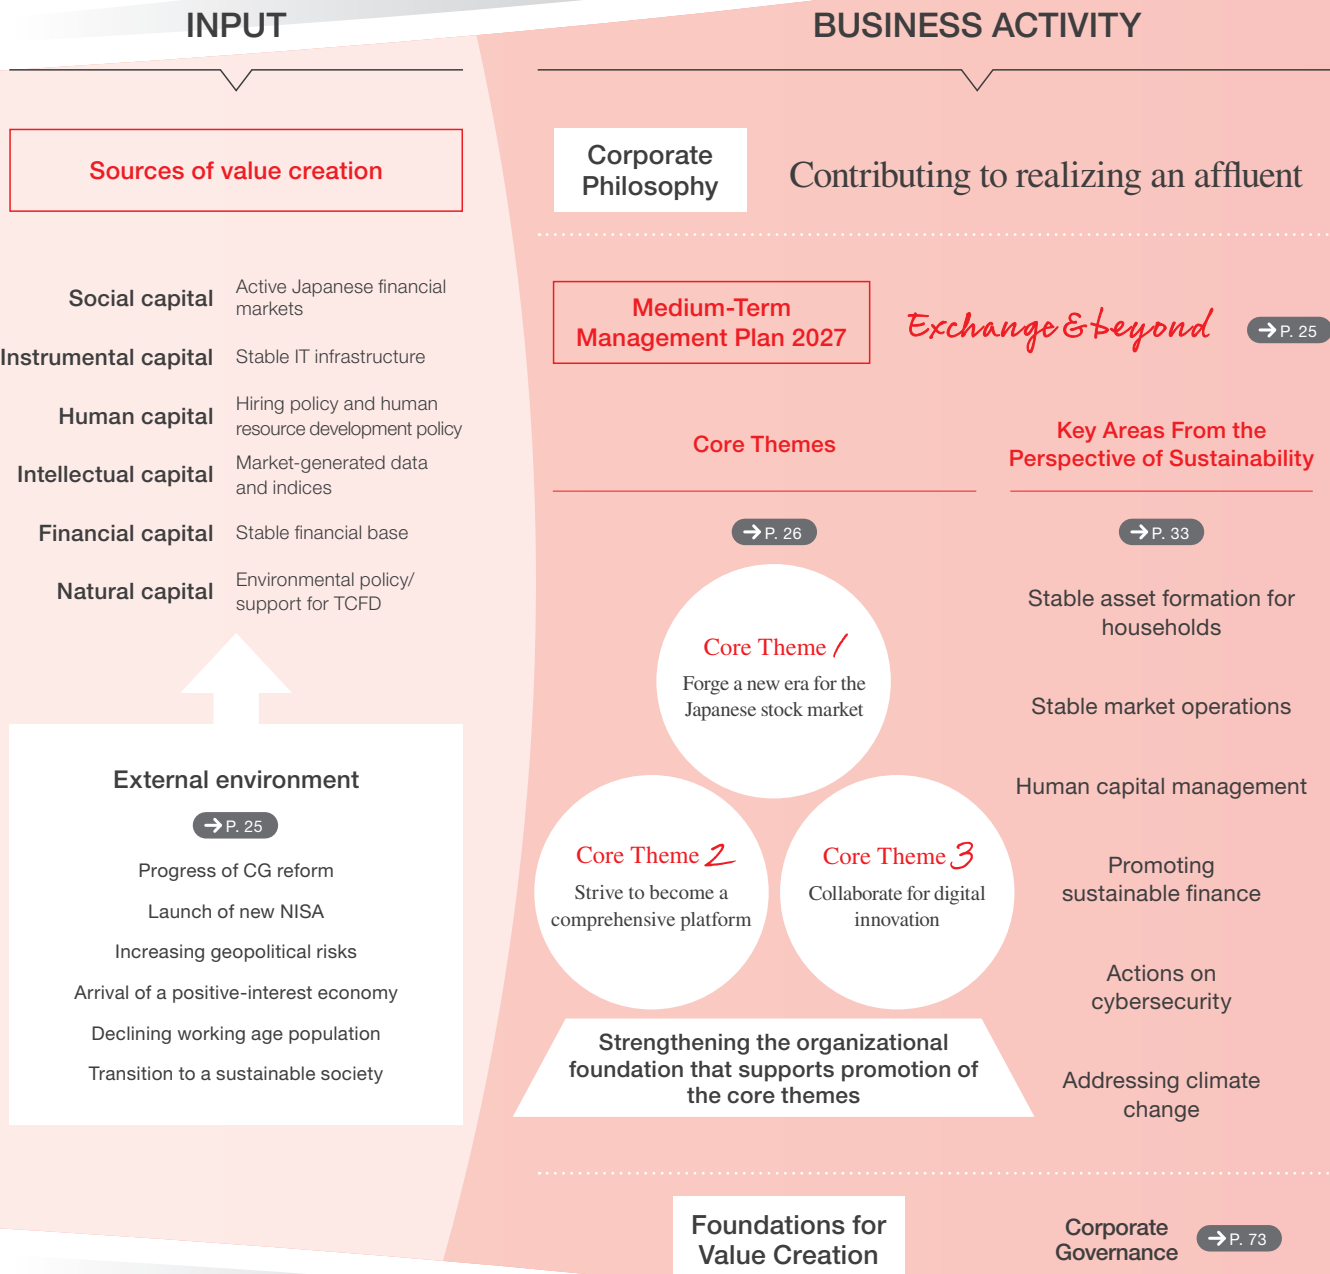 INPUT
Sources of value creation
Social capital
Active Japanese financial
markets
Instrumental capital
Stable IT infrastructure
Human capital
Hiring policy and human
resource development policy
Intellectual capital
Market-generated data
and indices
Financial capital
Stable financial base
Natural capital
Environmental policy/
support for TCFD
External environment
→ P. 25
Progress of CG reform
Launch of new NISA
Increasing geopolitical risks
Arrival of a positive-interest economy
Declining working age population
Transition to a sustainable society
BUSINESS ACTIVITY
Corporate
Philosophy
Contributing to realizing an affluent
Medium-Term
Management Plan 2027
Exchange & beyond
→ P. 25
Core Themes
→ P. 26
Core Theme 1
Forge a new era for the
Japanese stock market
Core Theme 2
Strive to become a
comprehensive platform
Core Theme 3
Collaborate for digital
innovation
Strengthening the organizational
foundation that supports promotion of
the core themes
Key Areas From the
Perspective of Sustainability
→ P. 33
Stable asset formation for
households
Stable market operations
Human capital management
Promoting
sustainable finance
Actions on
cybersecurity
Addressing climate
change
Foundations for
Value Creation
Corporate
Governance
→ P. 73